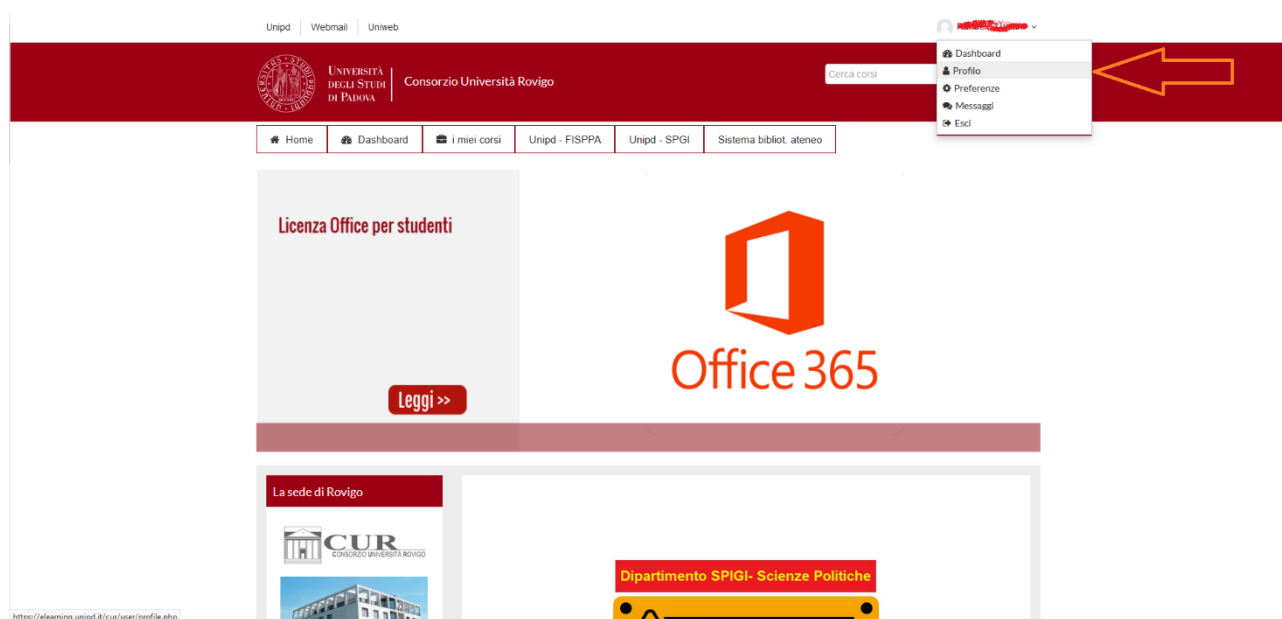 Unipd Webmail Uniweb
Dashboard
Profilo
Preferenze
Messaggi
Esci
UNIVERSITÀ
DEGLI STUDI
DI PADOVA
Consorzio Università Rovigo
Cerca corsi
Home Dashboard i miei corsi Unipd - FISPPA Unipd - SPGI Sistema bibliot. ateneo
Licenza Office per studenti
Leggi >>
Office 365
La sede di Rovigo
CUR
CONSORZIO UNIVERSITÀ ROVIGO
Dipartimento SPIGI- Scienze Politiche
https://elearning.unipd.it/cur/user/profile.php